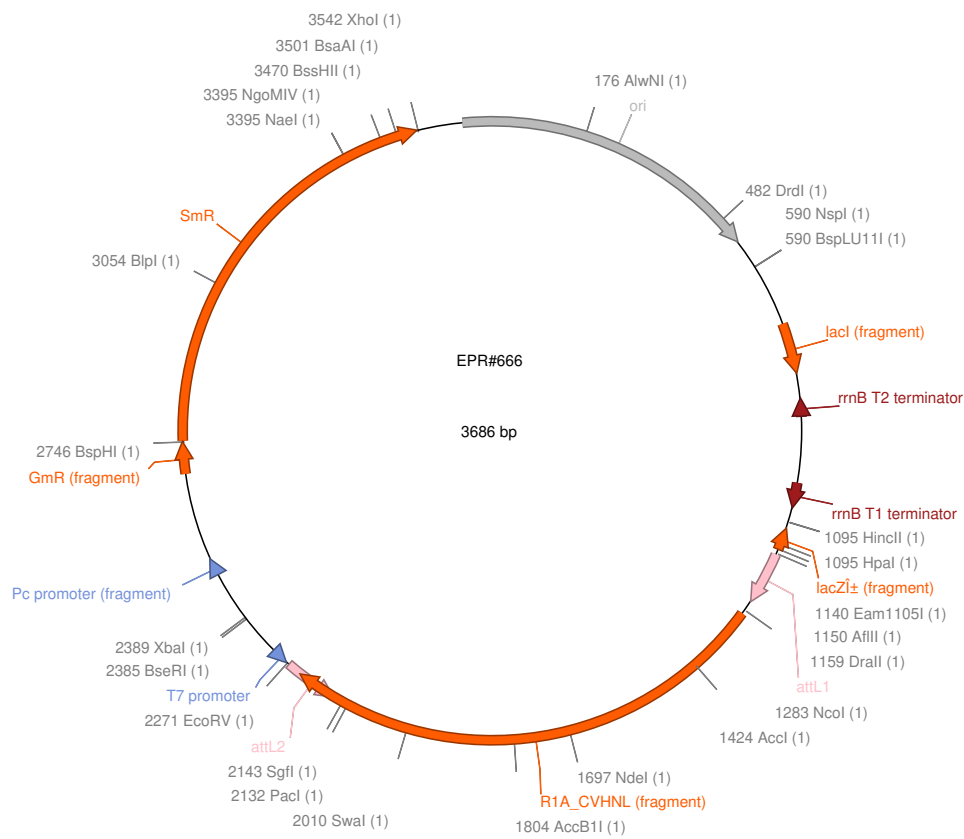 3542 XhoI (1)
3501 BsaAI (1)
3470 BssHII (1)
3395 NgoMIV (1)
3395 NaeI (1)
176 AlwNI (1)
ori
482 DrdI (1)
590 NspI (1)
590 BspLU11I (1)
SmR
3054 BlpI (1)
lacI (fragment)
EPR#666
rrnB T2 terminator
3686 bp
2746 BspHI (1)
GmR (fragment)
rrnB T1 terminator
1095 HincII (1)
1095 HpaI (1)
lacZÎ± (fragment)
Pc promoter (fragment)
1140 Eam1105I (1)
1150 AflII (1)
1159 DraII (1)
2389 XbaI (1)
2385 BseRI (1)
T7 promoter
attL1
2271 EcoRV (1)
1283 NcoI (1)
attL2
1424 AccI (1)
2143 SgfI (1)
2132 PacI (1)
1697 NdeI (1)
R1A_CVHNL (fragment)
2010 SwaI (1)
1804 AccB1I (1)